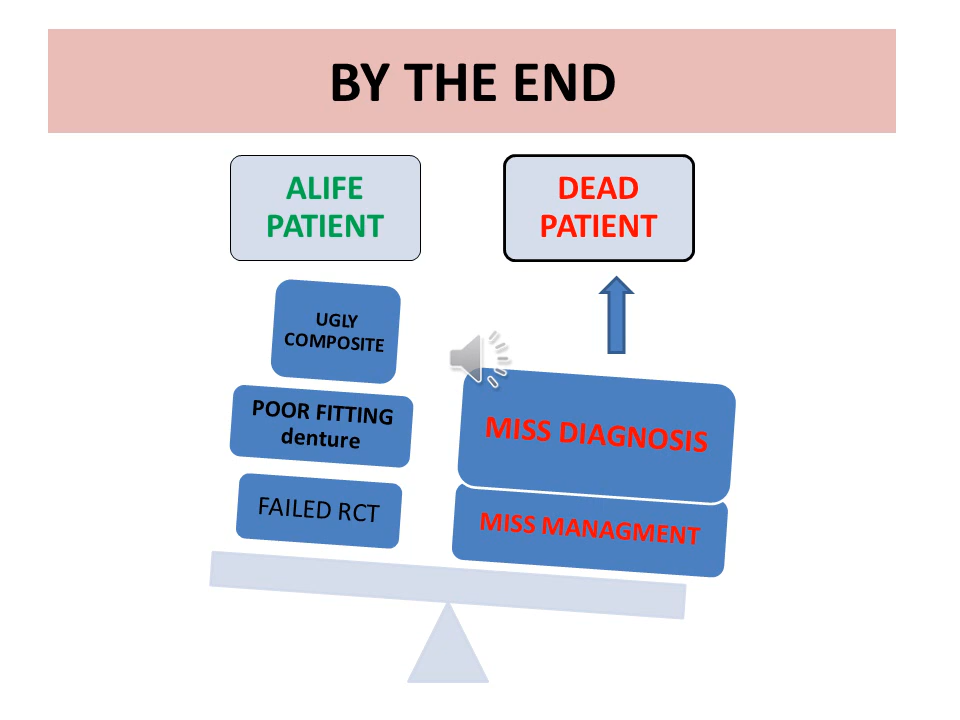 BY THE END
ALIFE
PATIENT
DEAD
PATIENT
UGLY
COMPOSITE
POOR FITTING
denture
FAILED RCT
MISS DIAGNOSIS
MISS MANAGMENT